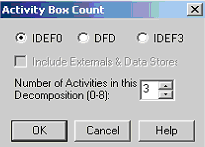 Activity Box Count
IDEF0 DFD IDEF3
Include Externals & Data Stores
Number of Activities in this
Decomposition (0-8): 3
OK Cancel Help